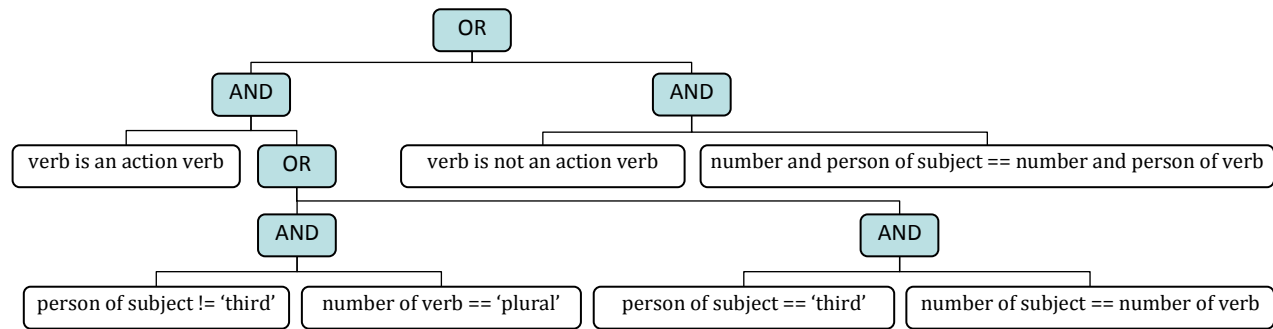 OR
AND
AND
verb is an action verb
OR
verb is not an action verb
number and person of subject == number and person of verb
AND
AND
person of subject != ‘third’
number of verb == ‘plural’
person of subject == ‘third’
number of subject == number of verb